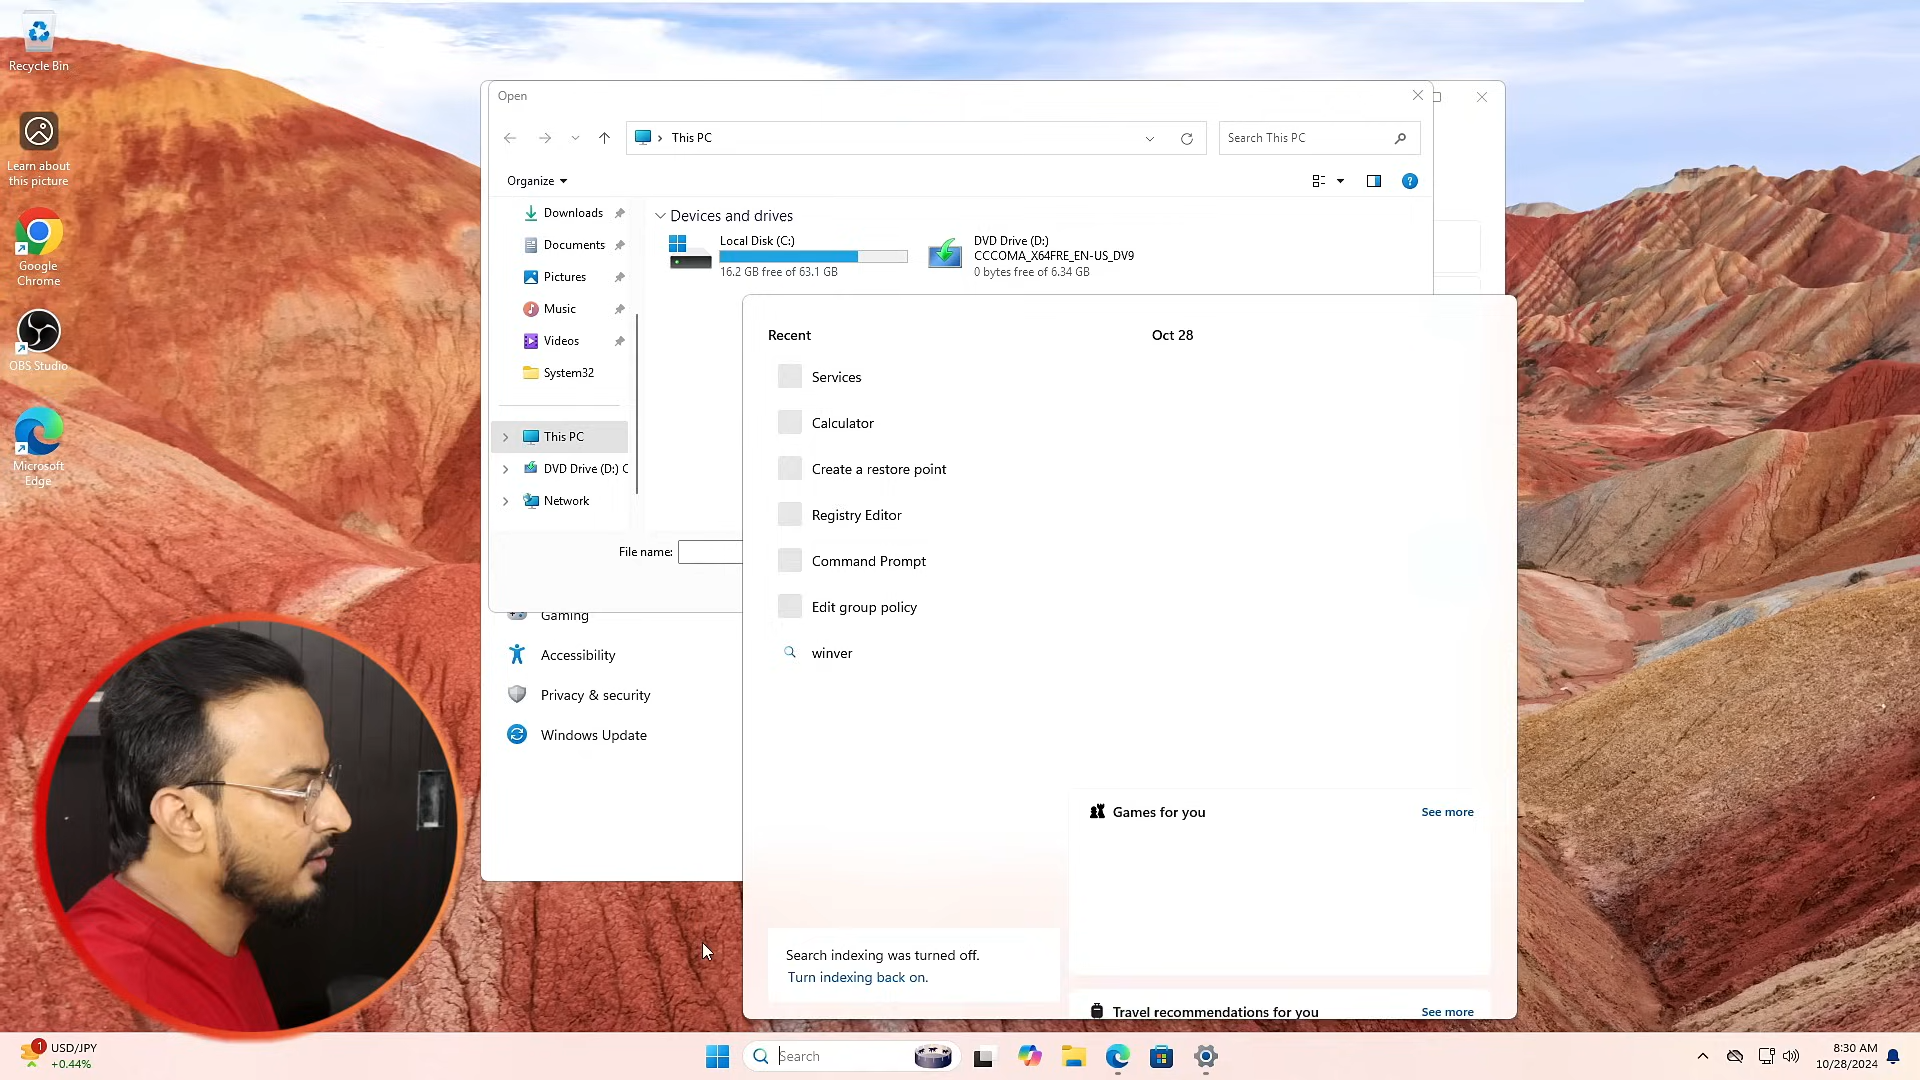 Recycle Bin
Learn about
this picture
Google
Chrome
OBS Studio
Microsoft
Edge
Open
This PC
Search This PC
Organize
Downloads
Documents
Pictures
Music
Videos
System32
This PC
DVD Drive (D:) C
Network
Devices and drives
Local Disk (C:)
16.2 GB free of 63.1 GB
DVD Drive (D:)
CCCOMA_X64FRE_EN-US_DV9
0 bytes free of 6.34 GB
File name:
Gaming
Accessibility
Privacy & security
Windows Update
Recent
Services
Calculator
Create a restore point
Registry Editor
Command Prompt
Edit group policy
winver
Search indexing was turned off.
Turn indexing back on.
Oct 28
Games for you
See more
Travel recommendations for you
See more
1
USD/JPY
+0.44%
Search
8:30 AM
10/28/2024